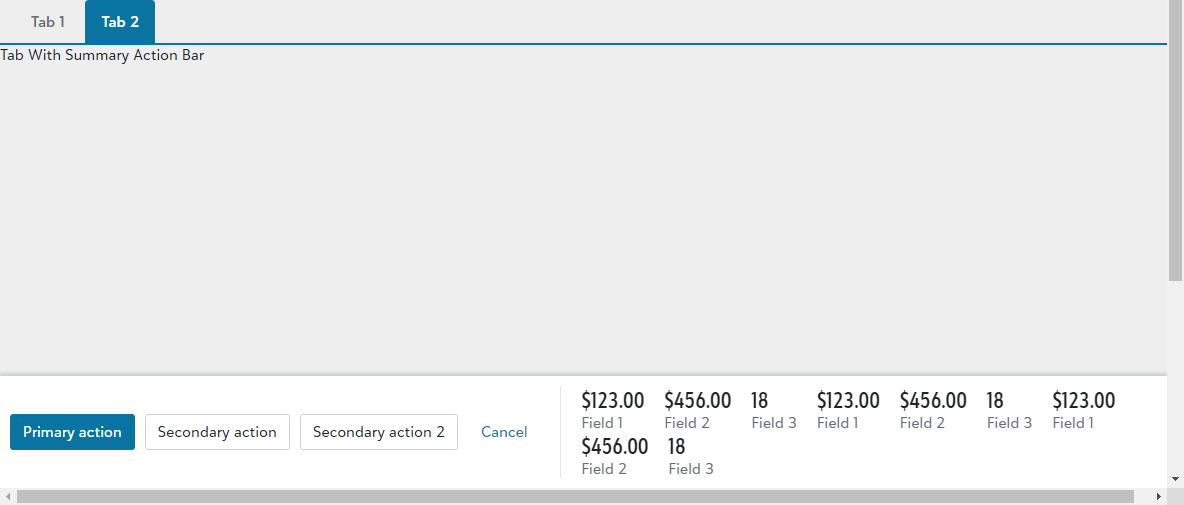 Tab 1 Tab 2
Tab With Summary Action Bar
Primary action Secondary action Secondary action 2 Cancel
$123.00 $456.00 18 $123.00 $456.00 18 $123.00
Field 1 Field 2 Field 3 Field 1 Field 2 Field 3 Field 1
$456.00 18
Field 2 Field 3